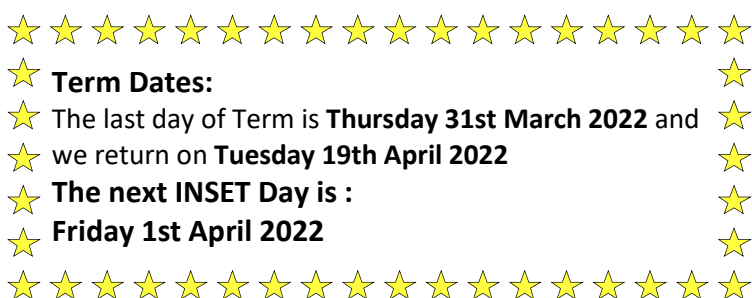 Term Dates:
The last day of Term is Thursday 31st March 2022 and
we return on Tuesday 19th April 2022
The next INSET Day is :
Friday 1st April 2022